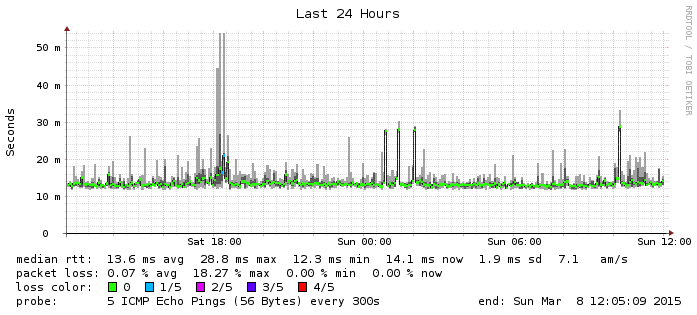 Last 24 Hours
RRDTOOL / TOBI OETIKER
Seconds
50 m
40 m
30 m
20 m
10 m
0
Sat 18:00 Sun 00:00 Sun 06:00 Sun 12:00
median rtt: 13.6 ms avg 28.8 ms max 12.3 ms min 14.1 ms now 1.9 ms sd 7.1 am/s
packet loss: 0.07 % avg 18.27 % max 0.00 % min 0.00 % now
loss color: 0 1/5 2/5 3/5 4/5
probe: 5 ICMP Echo Pings (56 Bytes) every 300s end: Sun Mar 8 12:05:09 2015